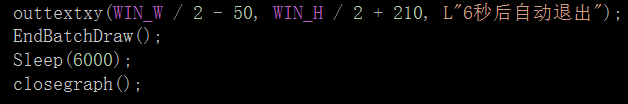 outtextxy(WIN_W / 2 - 50, WIN_H / 2 + 210, L"6秒后自动退出");
EndBatchDraw();
Sleep(6000);
closegraph();